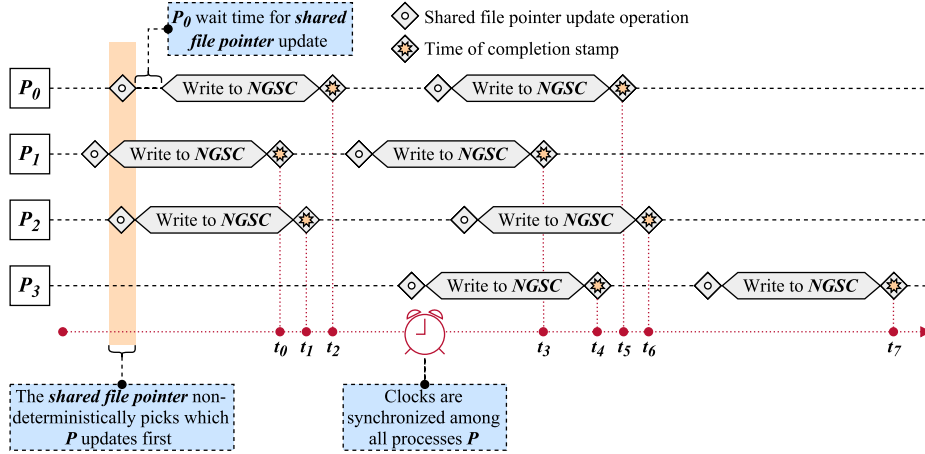 P0 wait time for shared
file pointer update
Shared file pointer update operation
Time of completion stamp
P0
Write to NGSC
Write to NGSC
P1
Write to NGSC
Write to NGSC
P2
Write to NGSC
Write to NGSC
P3
Write to NGSC
Write to NGSC
t0
t1
t2
t3
t4
t5
t6
t7
The shared file pointer non-
deterministically picks which
P updates first
Clocks are
synchronized among
all processes P